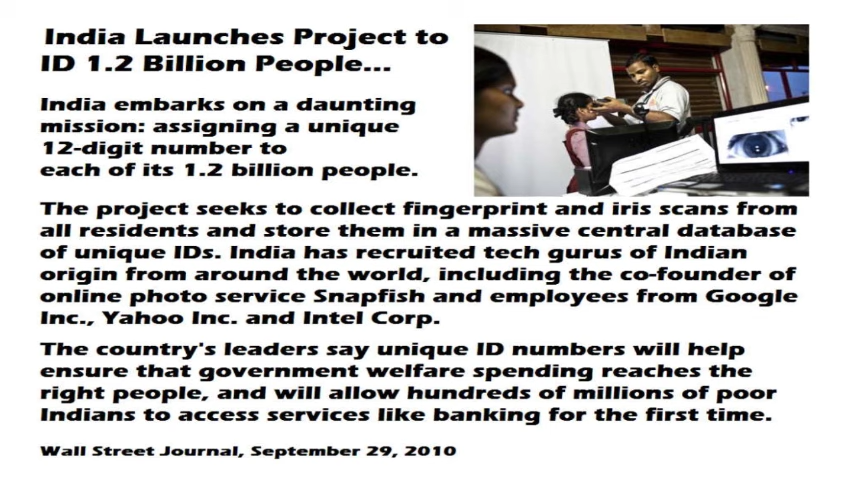 India Launches Project to
ID 1.2 Billion People...
India embarks on a daunting
mission: assigning a unique
12-digit number to
each of its 1.2 billion people.
The project seeks to collect fingerprint and iris scans from
all residents and store them in a massive central database
of unique IDs. India has recruited tech gurus of Indian
origin from around the world, including the co-founder of
online photo service Snapfish and employees from Google
Inc., Yahoo Inc. and Intel Corp.
The country's leaders say unique ID numbers will help
ensure that government welfare spending reaches the
right people, and will allow hundreds of millions of poor
Indians to access services like banking for the first time.
Wall Street Journal, September 29, 2010